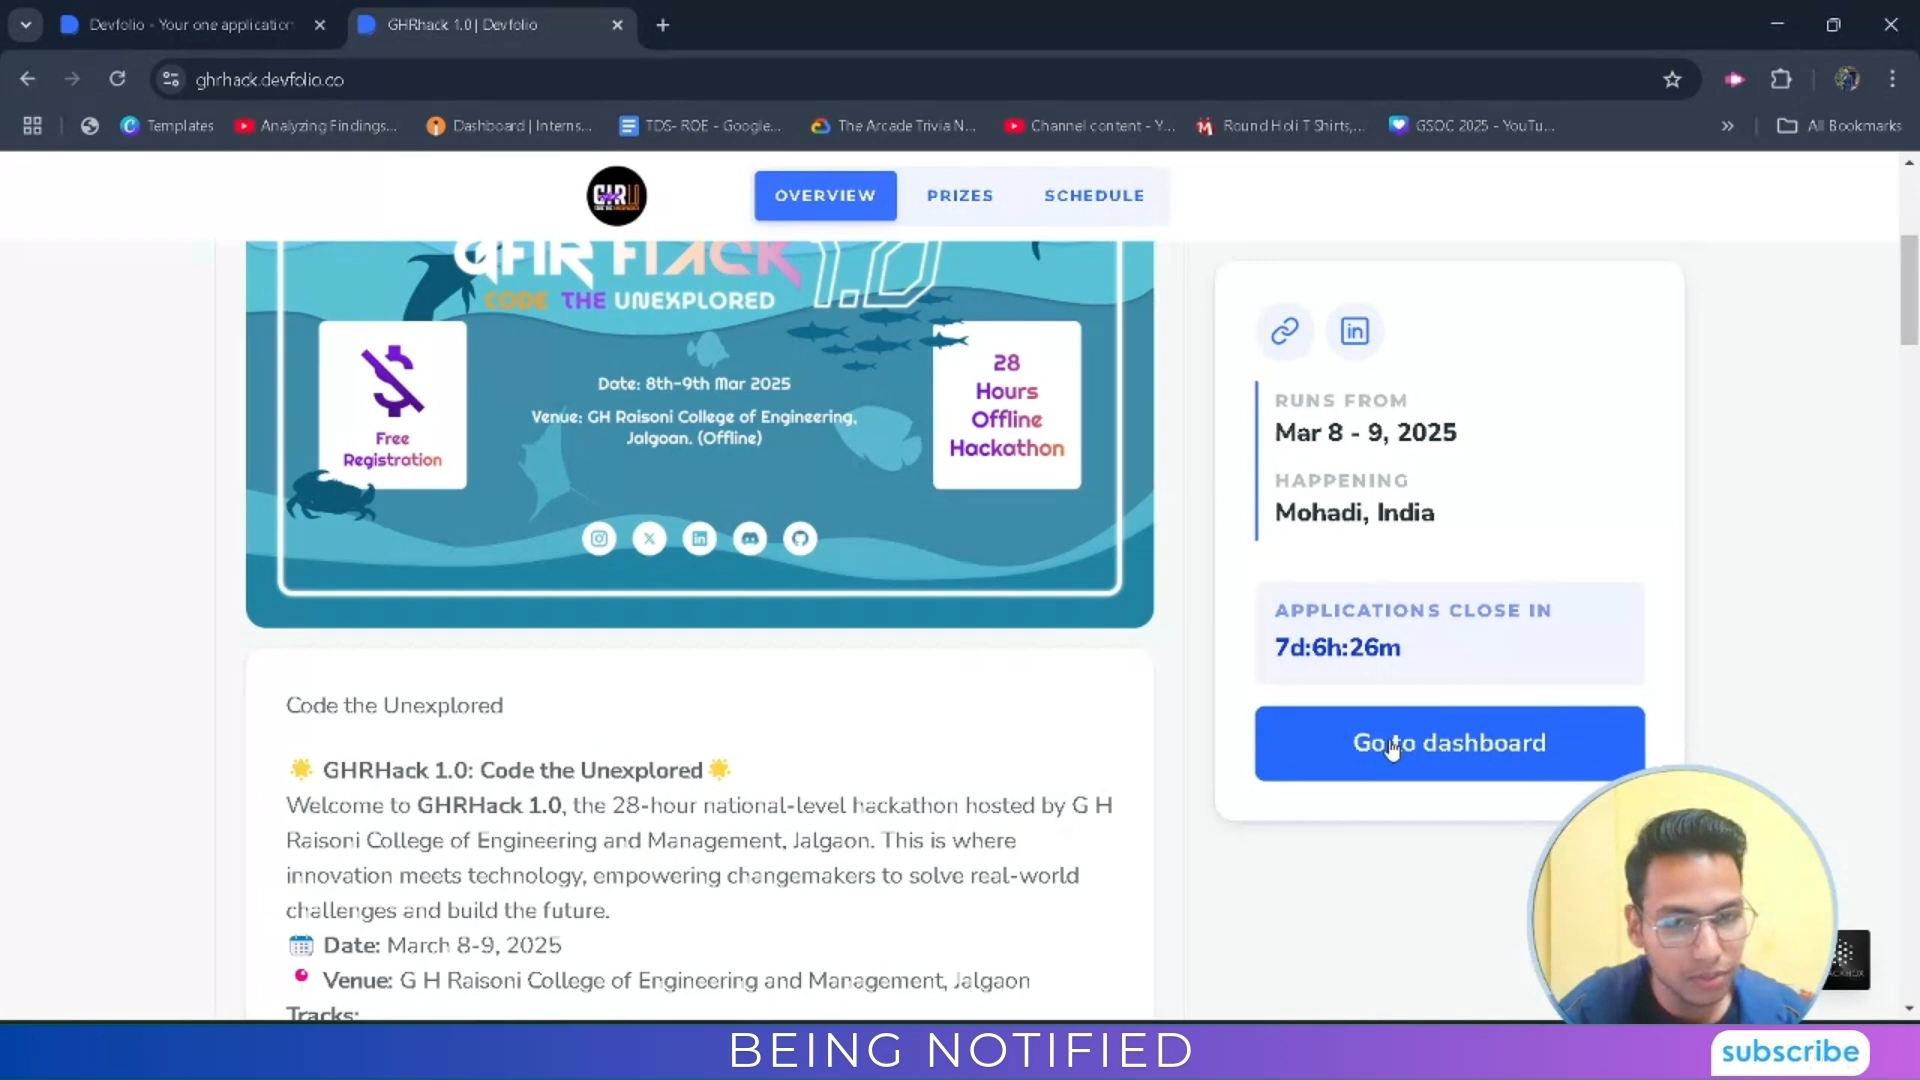 Devfolio - Your one application
GHRhack 1.0 | Devfolio
ghrhack.devfolio.co
Templates
Analyzing Findings...
Dashboard | Interns...
TDS- ROE - Google...
The Arcade Trivia N...
Channel content - Y...
Round Holi T Shirts,...
GSOC 2025 - YouTu...
All Bookmarks
OVERVIEW
PRIZES
SCHEDULE
GHR HACK 1.0
CODE THE UNEXPLORED
Free
Registration
Date: 8th-9th Mar 2025
Venue: GH Raisoni College of Engineering,
Jalgoan. (Offline)
28
Hours
Offline
Hackathon
RUNS FROM
Mar 8 - 9, 2025
HAPPENING
Mohadi, India
APPLICATIONS CLOSE IN
7d:6h:26m
Go to dashboard
Code the Unexplored
🌟 GHRHack 1.0: Code the Unexplored 🌟
Welcome to GHRHack 1.0, the 28-hour national-level hackathon hosted by G H
Raisoni College of Engineering and Management, Jalgaon. This is where
innovation meets technology, empowering changemakers to solve real-world
challenges and build the future.
📅 Date: March 8-9, 2025
📍 Venue: G H Raisoni College of Engineering and Management, Jalgaon
Tracks:
BEING NOTIFIED
subscribe